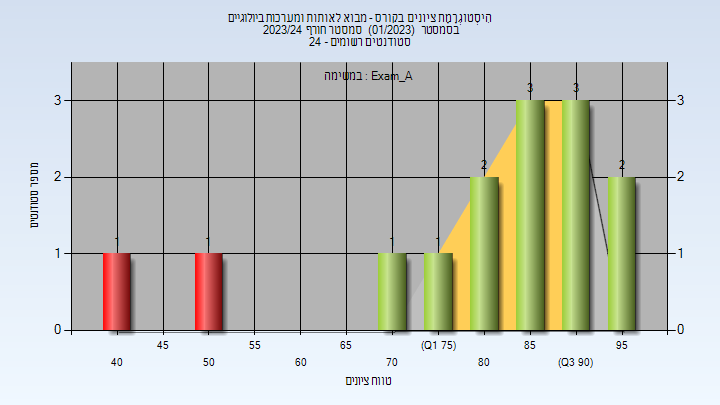 היסטוגרמת ציונים בקורס - מבוא לאותות ומערכות ביולוגיים
בסמסטר (01/2023) סמסטר חורף 2023/24
סטודנטים רשומים - 24
במשימה : Exam_A
מספר סטודנטים
3 3
2 2
1 1
0 0
1 1 1 1 2 3 3 2
45 55 65 (Q1 75) 85 95
40 50 60 70 80 (Q3 90)
טווח ציונים